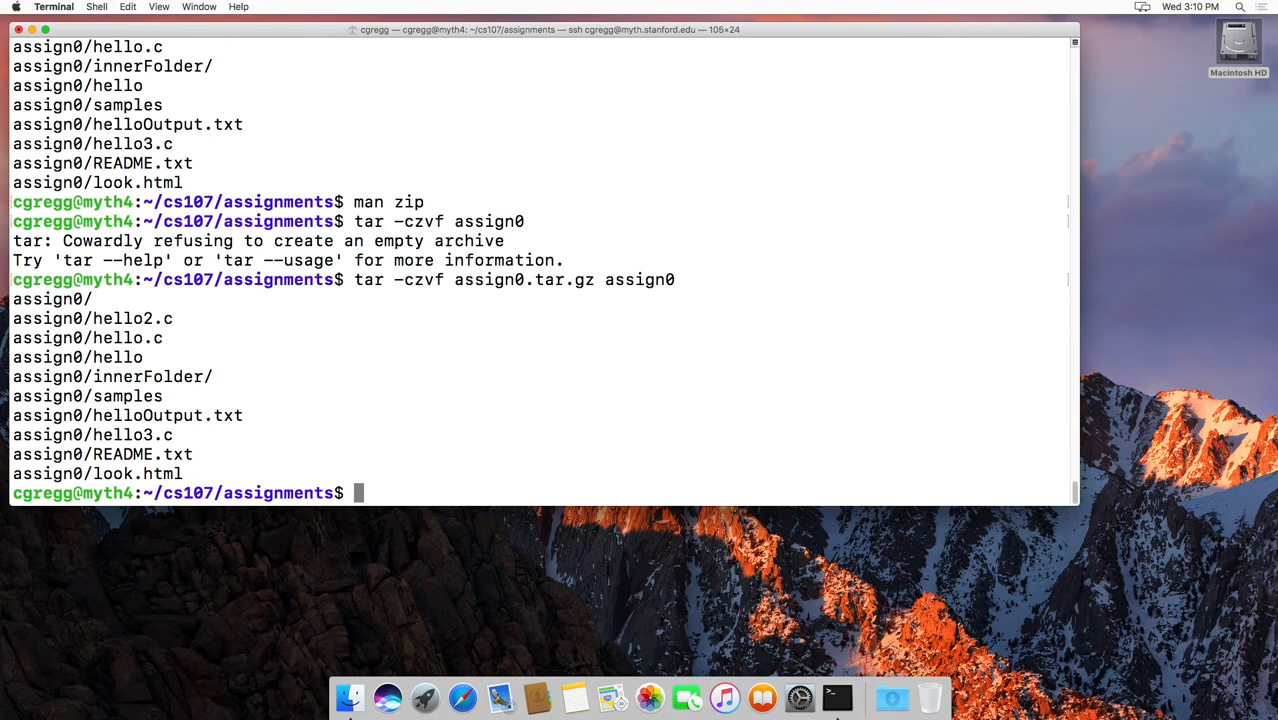 Terminal Shell Edit View Window Help Wed 3:10 PM
cgregg — cgregg@myth4: ~/cs107/assignments — ssh cgregg@myth.stanford.edu — 105×24
Macintosh HD
assign0/hello.c
assign0/innerFolder/
assign0/hello
assign0/samples
assign0/helloOutput.txt
assign0/hello3.c
assign0/README.txt
assign0/look.html
cgregg@myth4:~/cs107/assignments$ man zip
cgregg@myth4:~/cs107/assignments$ tar -czvf assign0
tar: Cowardly refusing to create an empty archive
Try 'tar --help' or 'tar --usage' for more information.
cgregg@myth4:~/cs107/assignments$ tar -czvf assign0.tar.gz assign0
assign0/
assign0/hello2.c
assign0/hello.c
assign0/hello
assign0/innerFolder/
assign0/samples
assign0/helloOutput.txt
assign0/hello3.c
assign0/README.txt
assign0/look.html
cgregg@myth4:~/cs107/assignments$